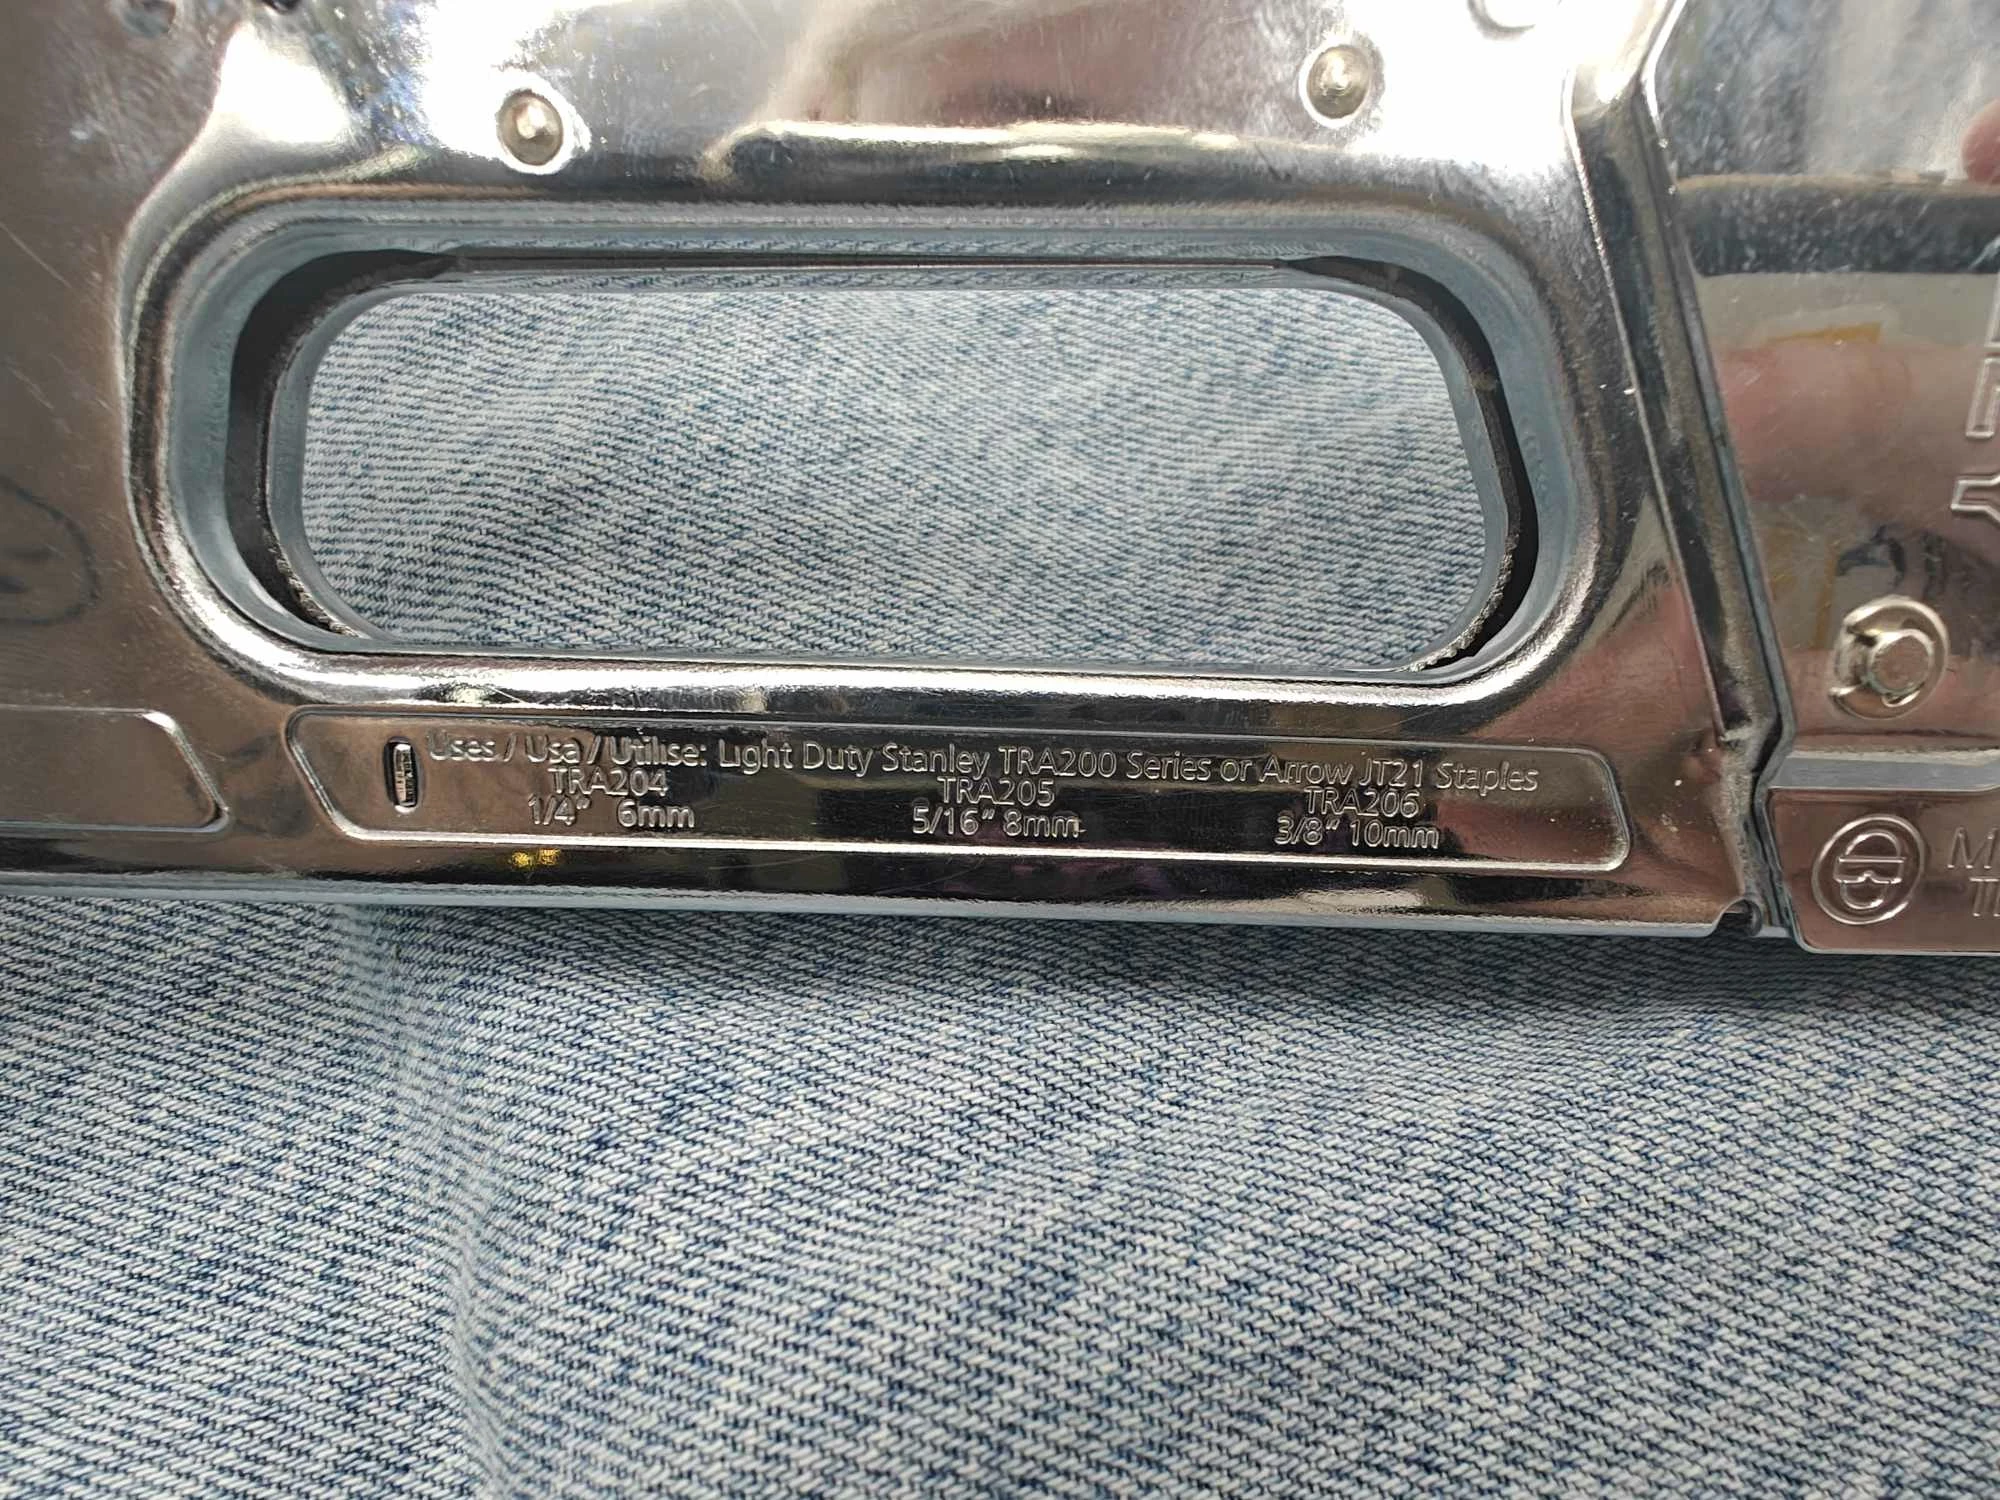 Uses / Usa / Utilise: Light Duty Stanley TRA200 Series or Arrow JT21 Staples
TRA204 TRA205 TRA206
1/4" 6mm 5/16" 8mm 3/8" 10mm